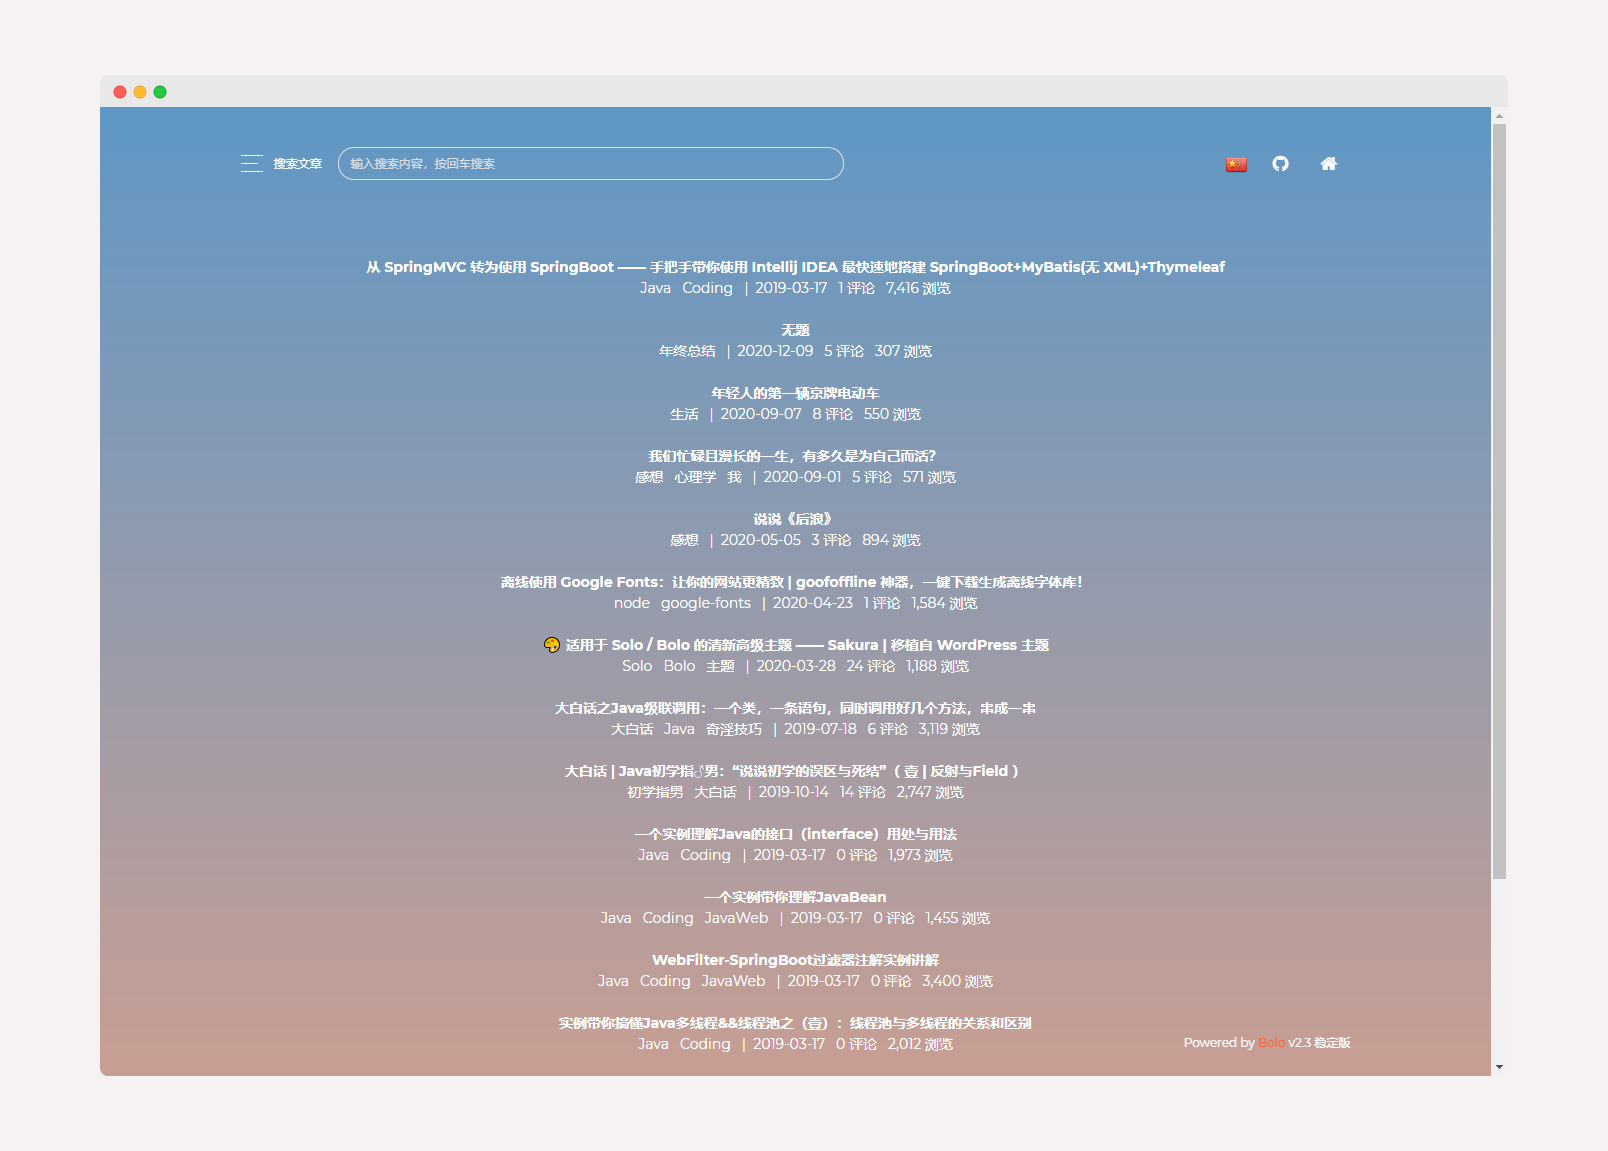 搜索文章 输入搜索内容，按回车搜索
从 SpringMVC 转为使用 SpringBoot —— 手把手带你使用 Intellij IDEA 最快速地搭建 SpringBoot+MyBatis(无 XML)+Thymeleaf
Java Coding | 2019-03-17 1 评论 7,416 浏览
无题
年终总结 | 2020-12-09 5 评论 307 浏览
年轻人的第一辆京牌电动车
生活 | 2020-09-07 8 评论 550 浏览
我们忙碌且漫长的一生，有多久是为自己而活？
感想 心理学 我 | 2020-09-01 5 评论 571 浏览
说说《后浪》
感想 | 2020-05-05 3 评论 894 浏览
离线使用 Google Fonts：让你的网站更精致 | goofoffline 神器，一键下载生成离线字体库！
node google-fonts | 2020-04-23 1 评论 1,584 浏览
🎨 适用于 Solo / Bolo 的清新高级主题 —— Sakura | 移植自 WordPress 主题
Solo Bolo 主题 | 2020-03-28 24 评论 1,188 浏览
大白话之Java级联调用：一个类，一条语句，同时调用好几个方法，串成一串
大白话 Java 奇淫技巧 | 2019-07-18 6 评论 3,119 浏览
大白话 | Java初学指♂男：“说说初学的误区与死结”（ 壹 | 反射与Field ）
初学指男 大白话 | 2019-10-14 14 评论 2,747 浏览
一个实例理解Java的接口（interface）用处与用法
Java Coding | 2019-03-17 0 评论 1,973 浏览
一个实例带你理解JavaBean
Java Coding JavaWeb | 2019-03-17 0 评论 1,455 浏览
WebFilter-SpringBoot过滤器注解实例讲解
Java Coding JavaWeb | 2019-03-17 0 评论 3,400 浏览
实例带你搞懂Java多线程&&线程池之（壹）：线程池与多线程的关系和区别
Java Coding | 2019-03-17 0 评论 2,012 浏览
Powered by Bolo v2.3 稳定版